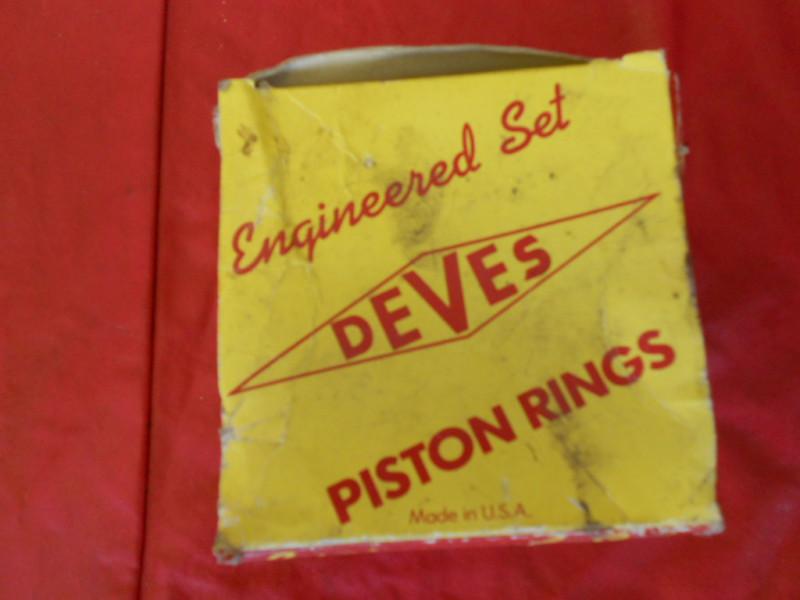 Engineered Set
DEVES
PISTON RINGS
Made in U.S.A.